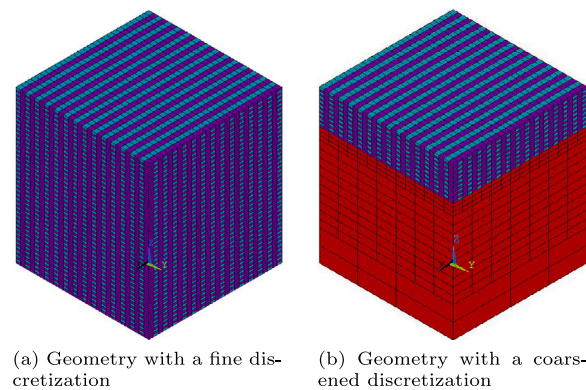 Y
Z
Y
(a) Geometry with a fine dis-
cretization
(b) Geometry with a coars-
ened discretization